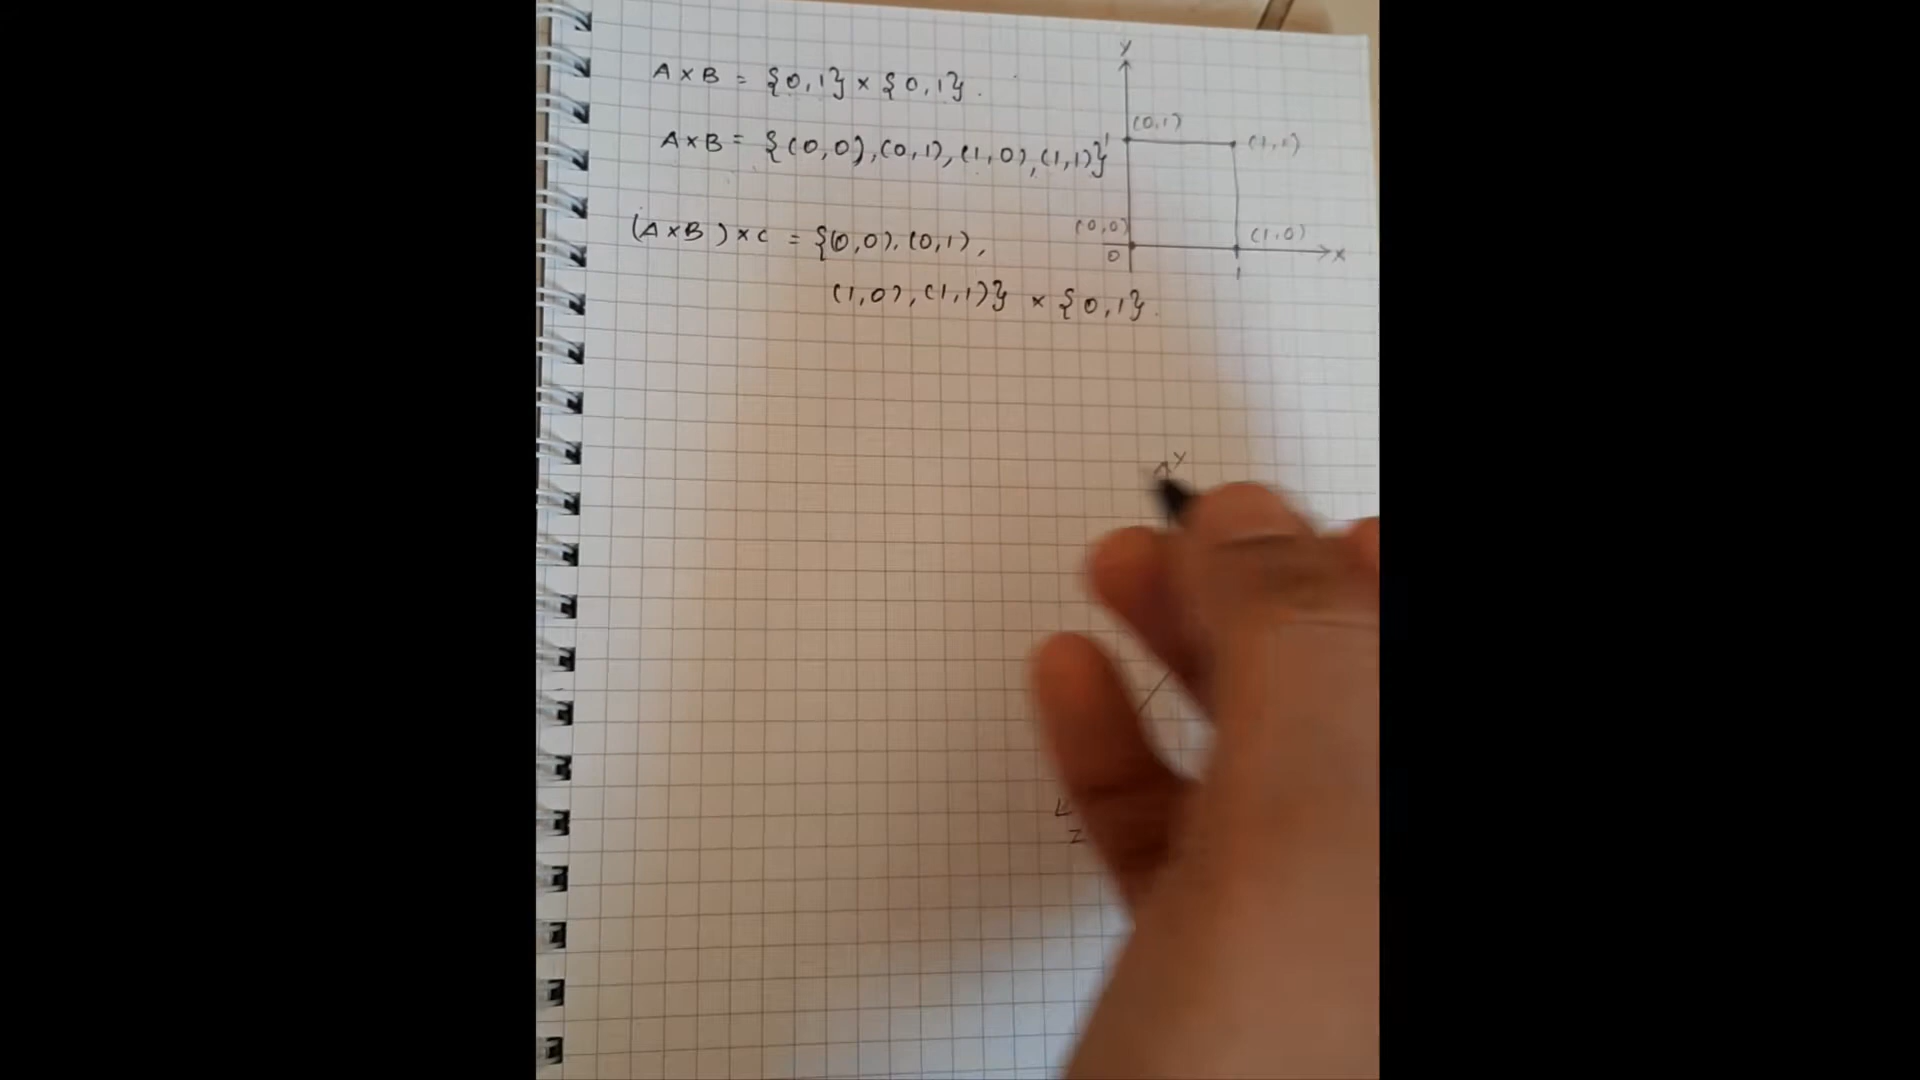 A × B = {0,1} × {0,1}.
A × B = {(0,0), (0,1), (1,0), (1,1)}
(A × B) × C = {(0,0), (0,1),
(1,0), (1,1)} × {0,1}.
Y
(0,1)
1
(1,1)
(0,0)
(1,0)
0
1
X
Y
Z